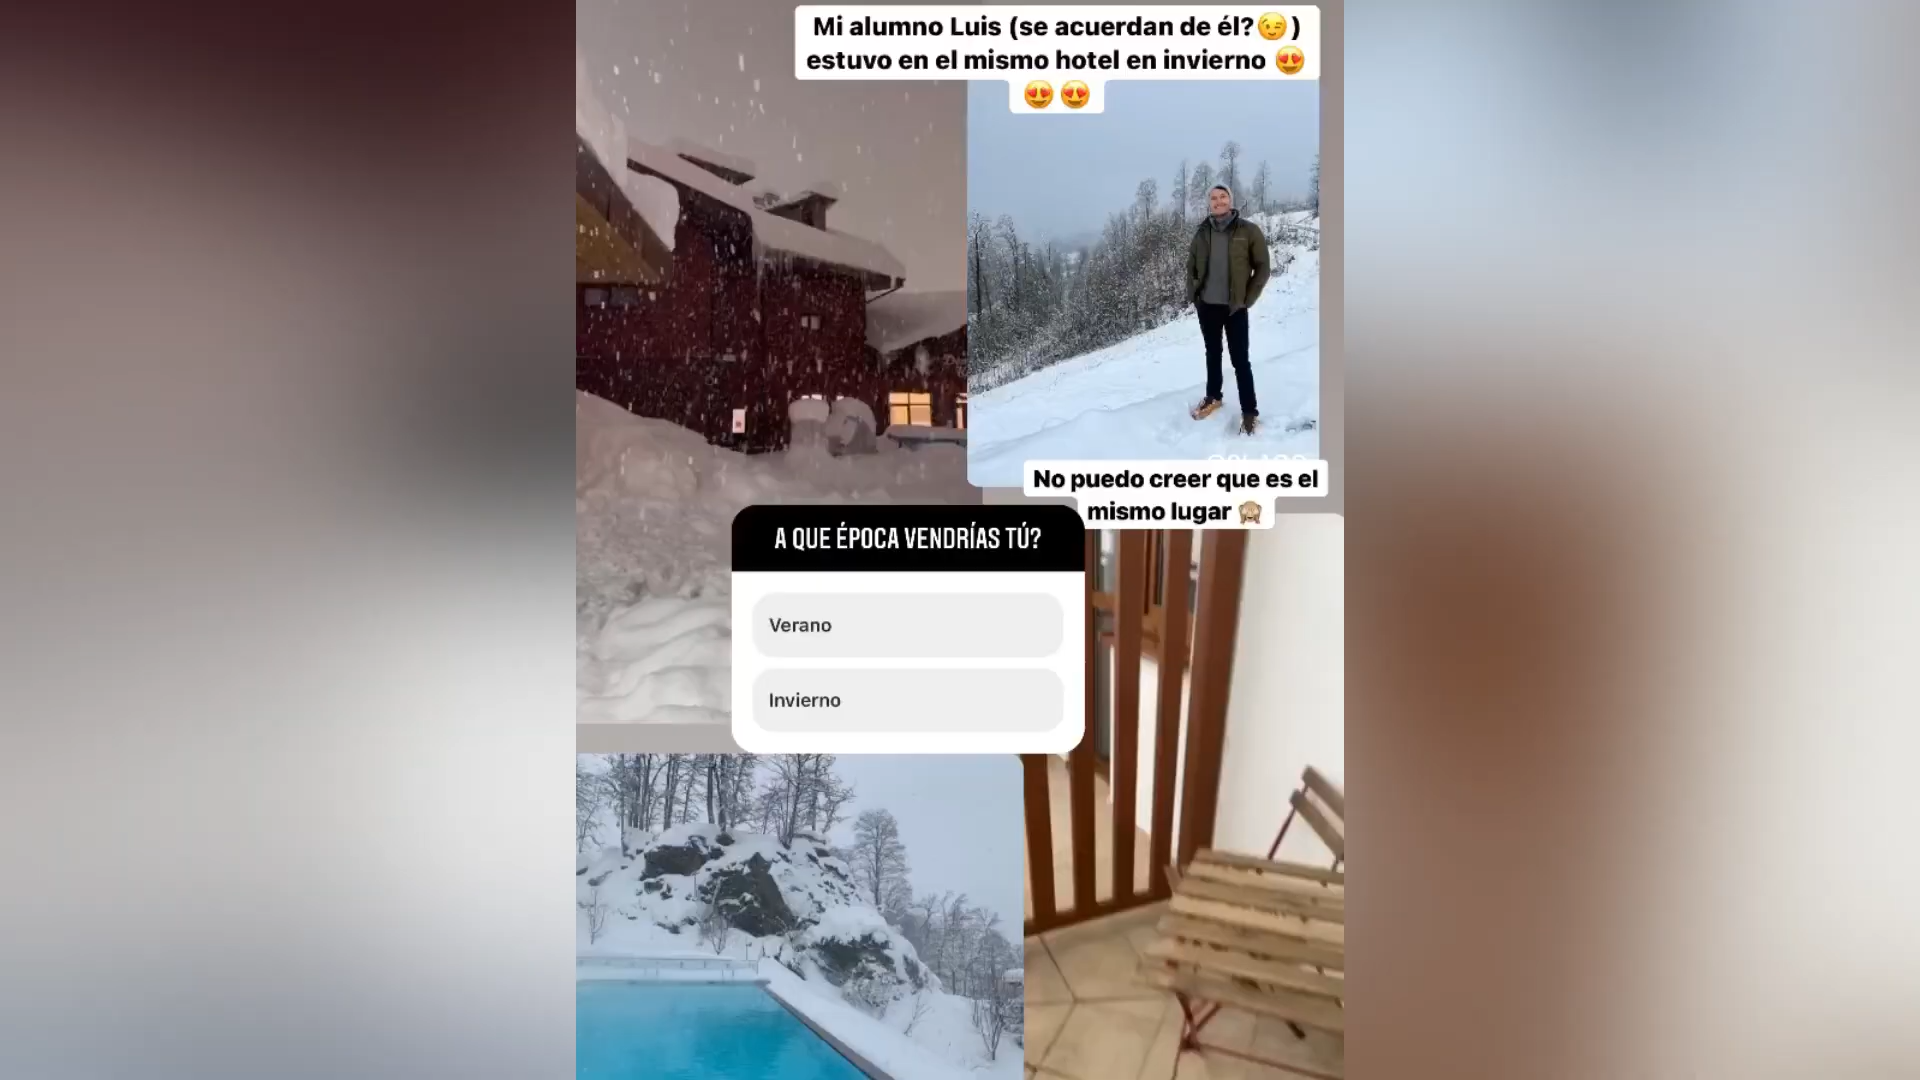 Mi alumno Luis (se acuerdan de él?😉)
estuvo en el mismo hotel en invierno 😍
😍😍
No puedo creer que es el
mismo lugar 🙈
A QUE ÉPOCA VENDRÍAS TÚ?
Verano
Invierno